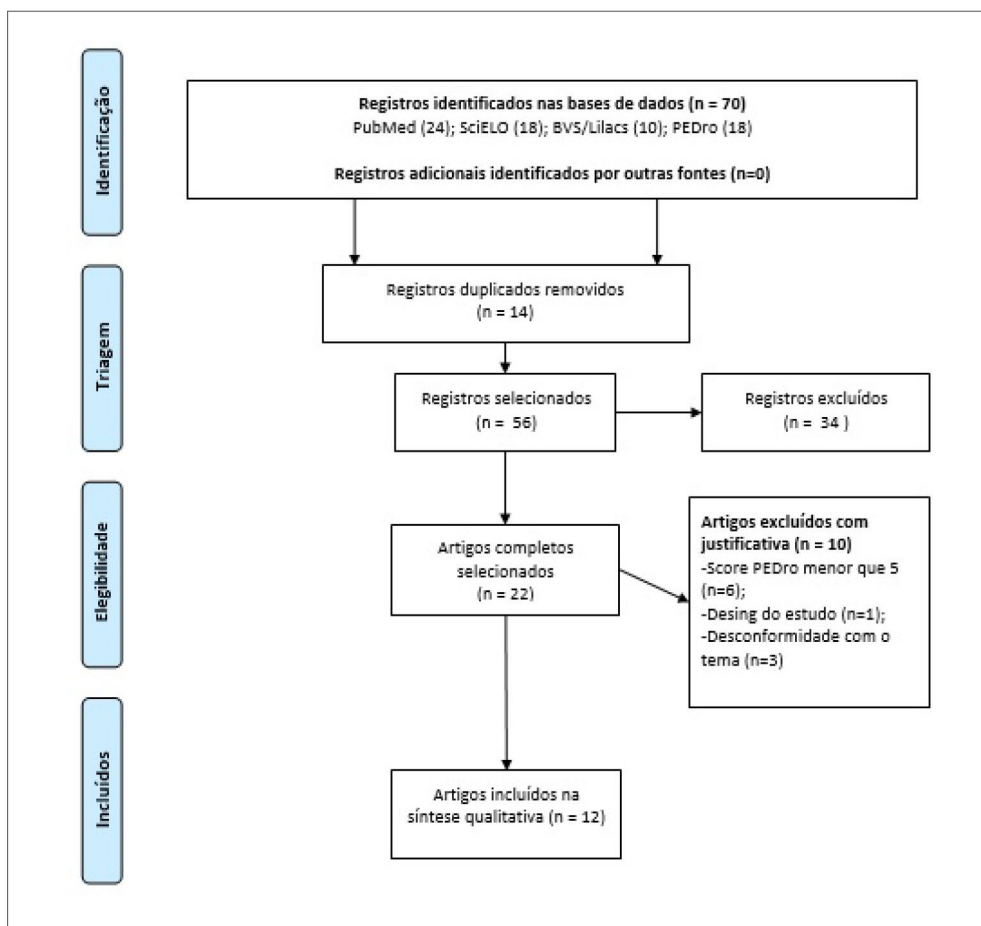 Identificação
Registros identificados nas bases de dados (n = 70)
PubMed (24); SciELO (18); BVS/Lilacs (10); PEDro (18)
Registros adicionais identificados por outras fontes (n=0)
Triagem
Registros duplicados removidos
(n = 14)
Registros selecionados
(n = 56)
Registros excluídos
(n = 34 )
Elegibilidade
Artigos completos
selecionados
(n = 22)
Artigos excluídos com
justificativa (n = 10)
-Score PEDro menor que 5
(n=6);
-Desing do estudo (n=1);
-Desconformidade com o
tema (n=3)
Incluídos
Artigos incluídos na
síntese qualitativa (n = 12)